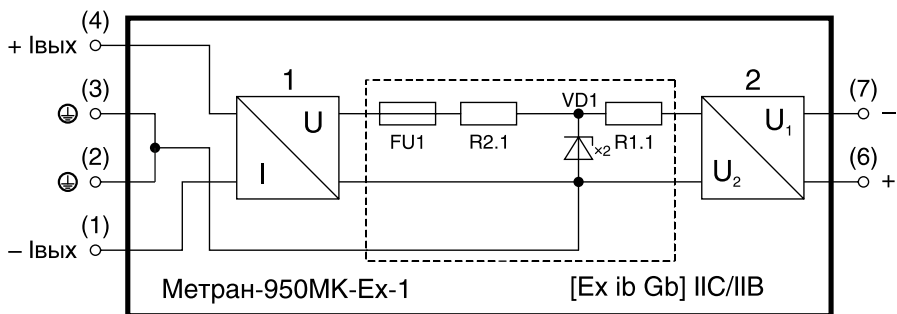 (4)
+ Iвых
(3)
(2)
(1)
– Iвых
1
U
I
FU1
R2.1
VD1
×2
R1.1
2
U1
U2
(7)
–
(6)
+
Метран-950МК-Ех-1
[Ex ib Gb] IIC/IIB